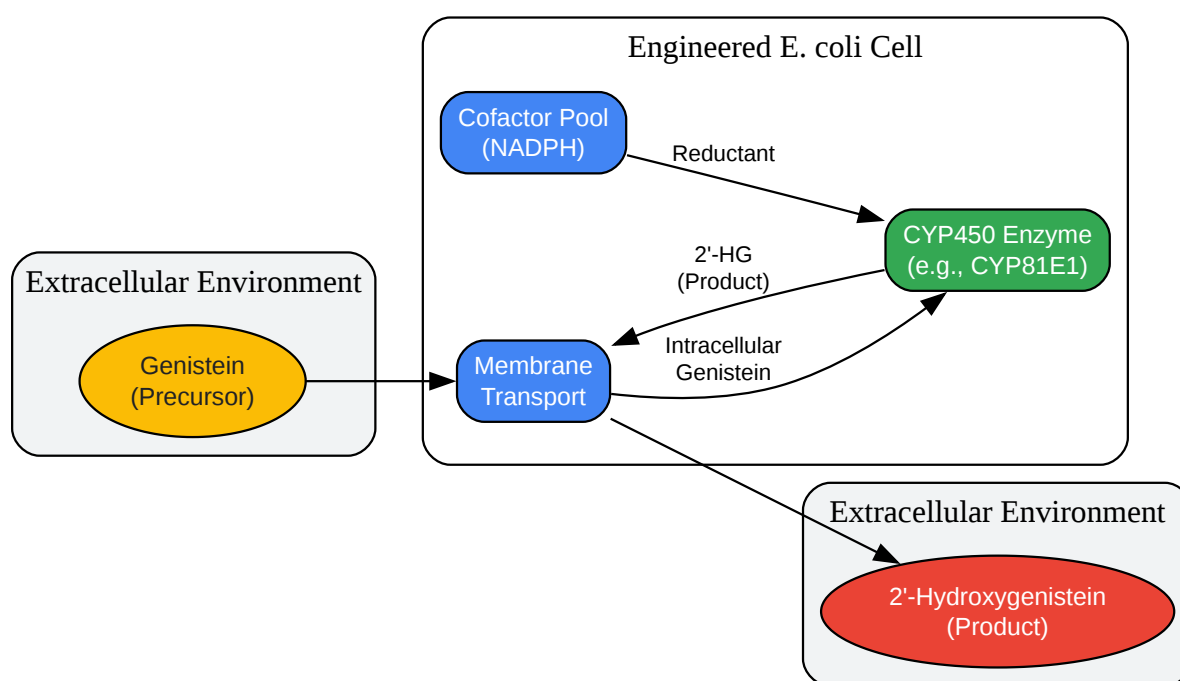 Engineered E. coli Cell
Cofactor Pool
(NADPH)
Reductant
CYP450 Enzyme
(e.g., CYP81E1)
2'-HG
(Product)
Extracellular Environment
Genistein
(Precursor)
Membrane
Transport
Intracellular
Genistein
Extracellular Environment
2'-Hydroxygenistein
(Product)